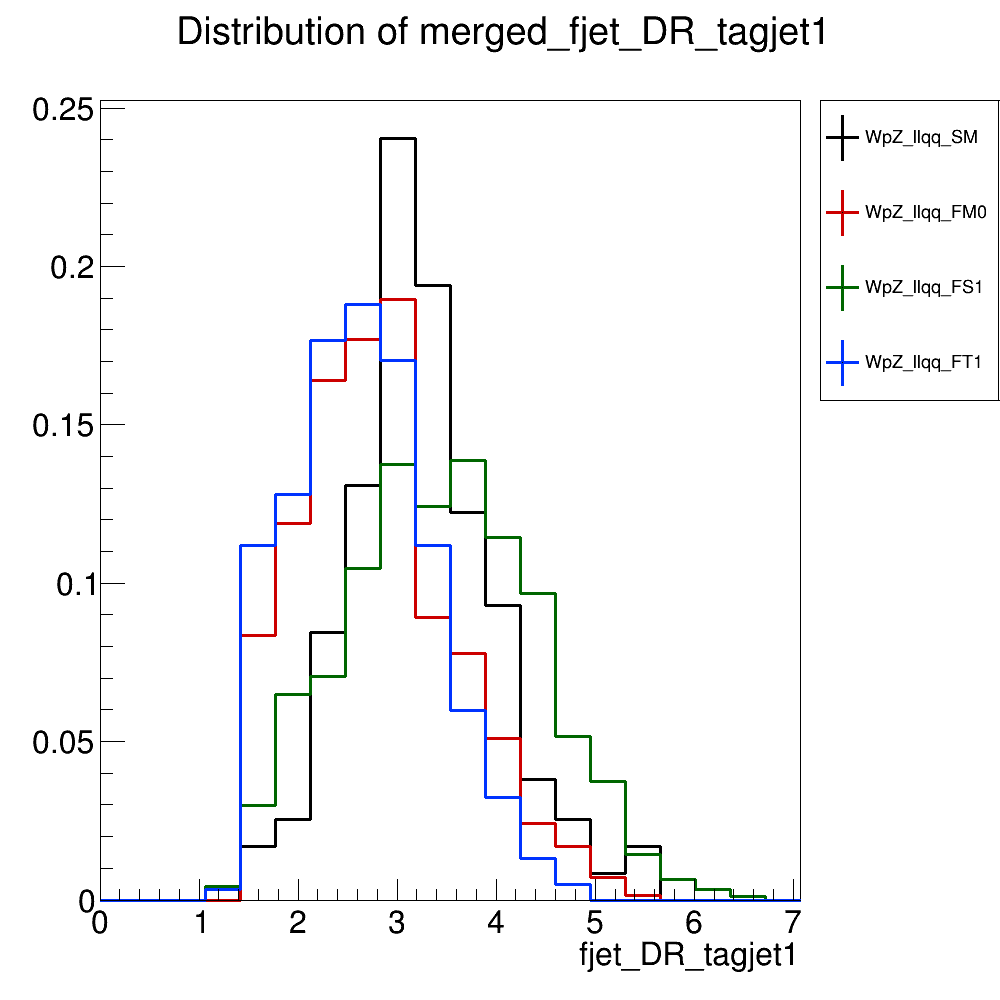 Distribution of merged_fjet_DR_tagjet1
0.25
0.2
0.15
0.1
0.05
0
0 1 2 3 4 5 6 7
fjet_DR_tagjet1
WpZ_llqq_SM
WpZ_llqq_FM0
WpZ_llqq_FS1
WpZ_llqq_FT1